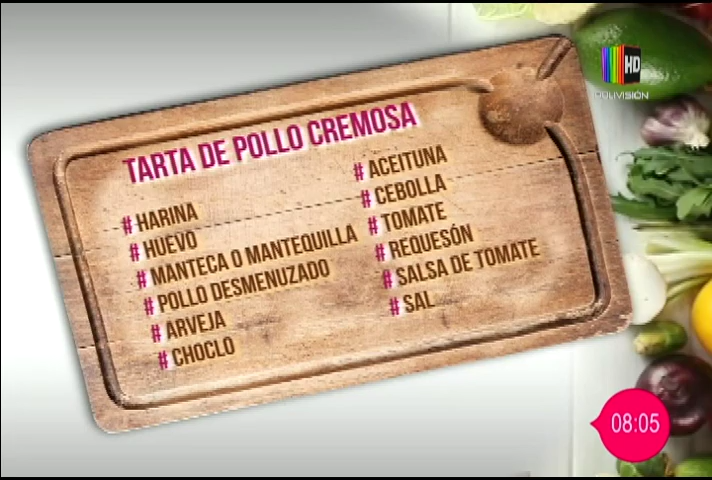 TARTA DE POLLO CREMOSA
# HARINA
# HUEVO
# MANTECA O MANTEQUILLA
# POLLO DESMENUZADO
# ARVEJA
# CHOCLO
# ACEITUNA
# CEBOLLA
# TOMATE
# REQUESÓN
# SALSA DE TOMATE
# SAL
HD
BOLIVISIÓN
08:05